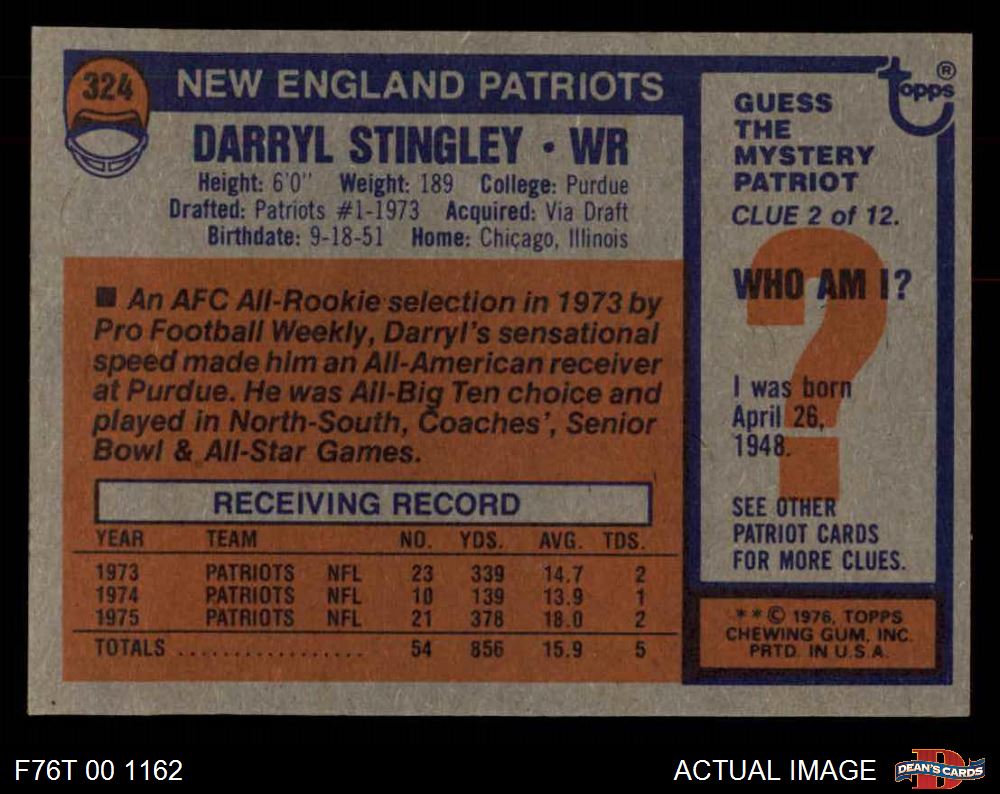 324
NEW ENGLAND PATRIOTS
DARRYL STINGLEY • WR
Height: 6'0" Weight: 189 College: Purdue
Drafted: Patriots #1-1973 Acquired: Via Draft
Birthdate: 9-18-51 Home: Chicago, Illinois
■ An AFC All-Rookie selection in 1973 by
Pro Football Weekly, Darryl's sensational
speed made him an All-American receiver
at Purdue. He was All-Big Ten choice and
played in North-South, Coaches', Senior
Bowl & All-Star Games.
RECEIVING RECORD
YEAR TEAM NO. YDS. AVG. TDS.
1973 PATRIOTS NFL 23 339 14.7 2
1974 PATRIOTS NFL 10 139 13.9 1
1975 PATRIOTS NFL 21 378 18.0 2
TOTALS .................. 54 856 15.9 5
topps ®
GUESS
THE
MYSTERY
PATRIOT
CLUE 2 of 12.
?
WHO AM I?
I was born
April 26,
1948.
SEE OTHER
PATRIOT CARDS
FOR MORE CLUES.
**© 1976, TOPPS
CHEWING GUM, INC.
PRTD. IN U.S.A.
F76T 00 1162
ACTUAL IMAGE
D
DEAN'S CARDS